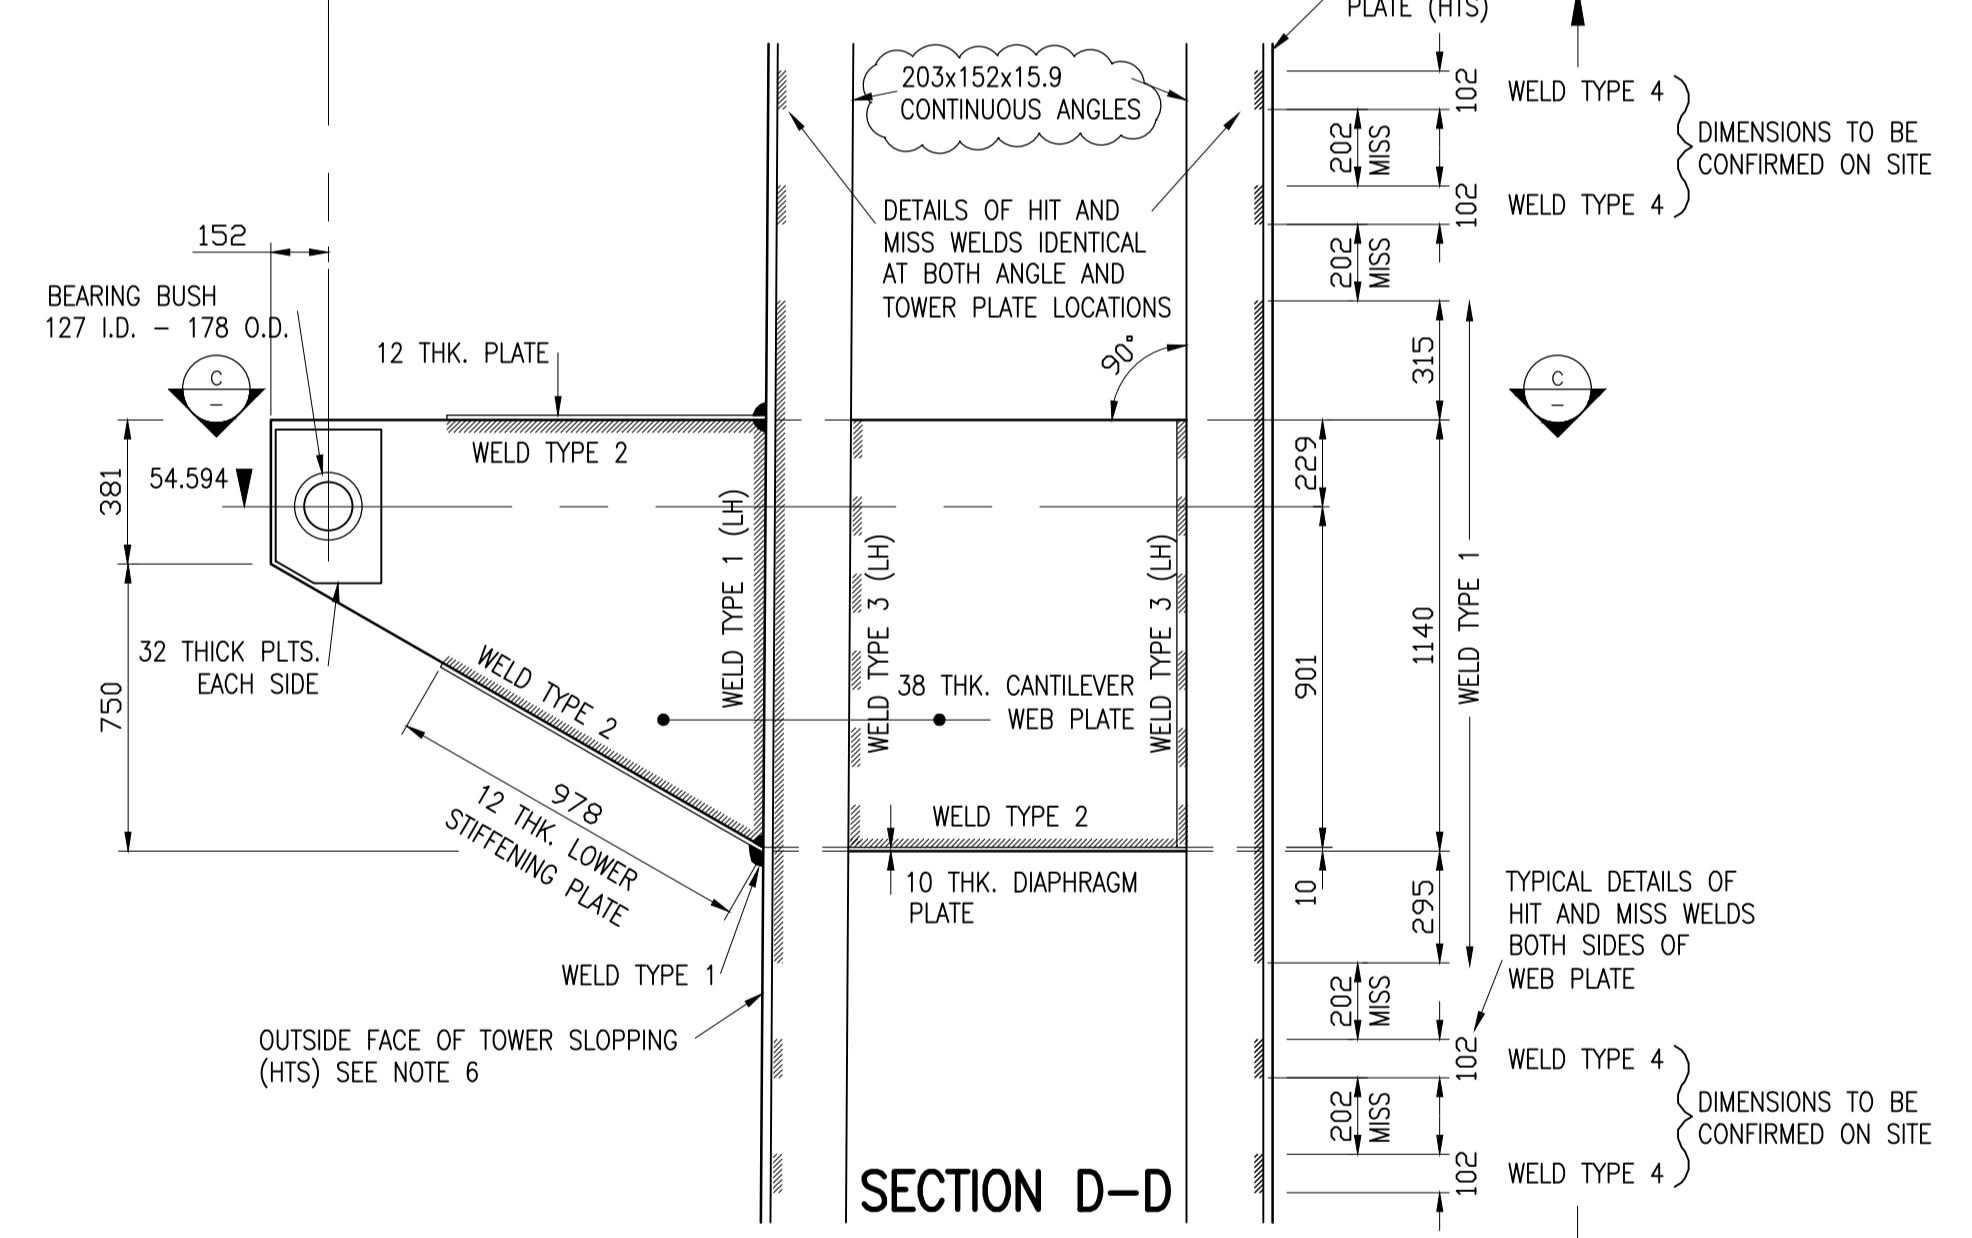 PLATE (HTS)
203x152x15.9
CONTINUOUS ANGLES
102
WELD TYPE 4
202
MISS
DIMENSIONS TO BE
CONFIRMED ON SITE
102
WELD TYPE 4
DETAILS OF HIT AND
MISS WELDS IDENTICAL
AT BOTH ANGLE AND
TOWER PLATE LOCATIONS
202
MISS
152
BEARING BUSH
127 I.D. - 178 O.D.
12 THK. PLATE
90°
315
C
-
C
-
WELD TYPE 2
229
381
54.594
WELD TYPE 1 (LH)
WELD TYPE 3 (LH)
WELD TYPE 3 (LH)
901
1140
WELD TYPE 1
32 THICK PLTS.
EACH SIDE
750
WELD TYPE 2
38 THK. CANTILEVER
WEB PLATE
978
12 THK. LOWER
STIFFENING PLATE
WELD TYPE 2
10 THK. DIAPHRAGM
PLATE
10
295
TYPICAL DETAILS OF
HIT AND MISS WELDS
BOTH SIDES OF
WEB PLATE
WELD TYPE 1
202
MISS
OUTSIDE FACE OF TOWER SLOPPING
(HTS) SEE NOTE 6
102
WELD TYPE 4
202
MISS
DIMENSIONS TO BE
CONFIRMED ON SITE
102
WELD TYPE 4
SECTION D-D